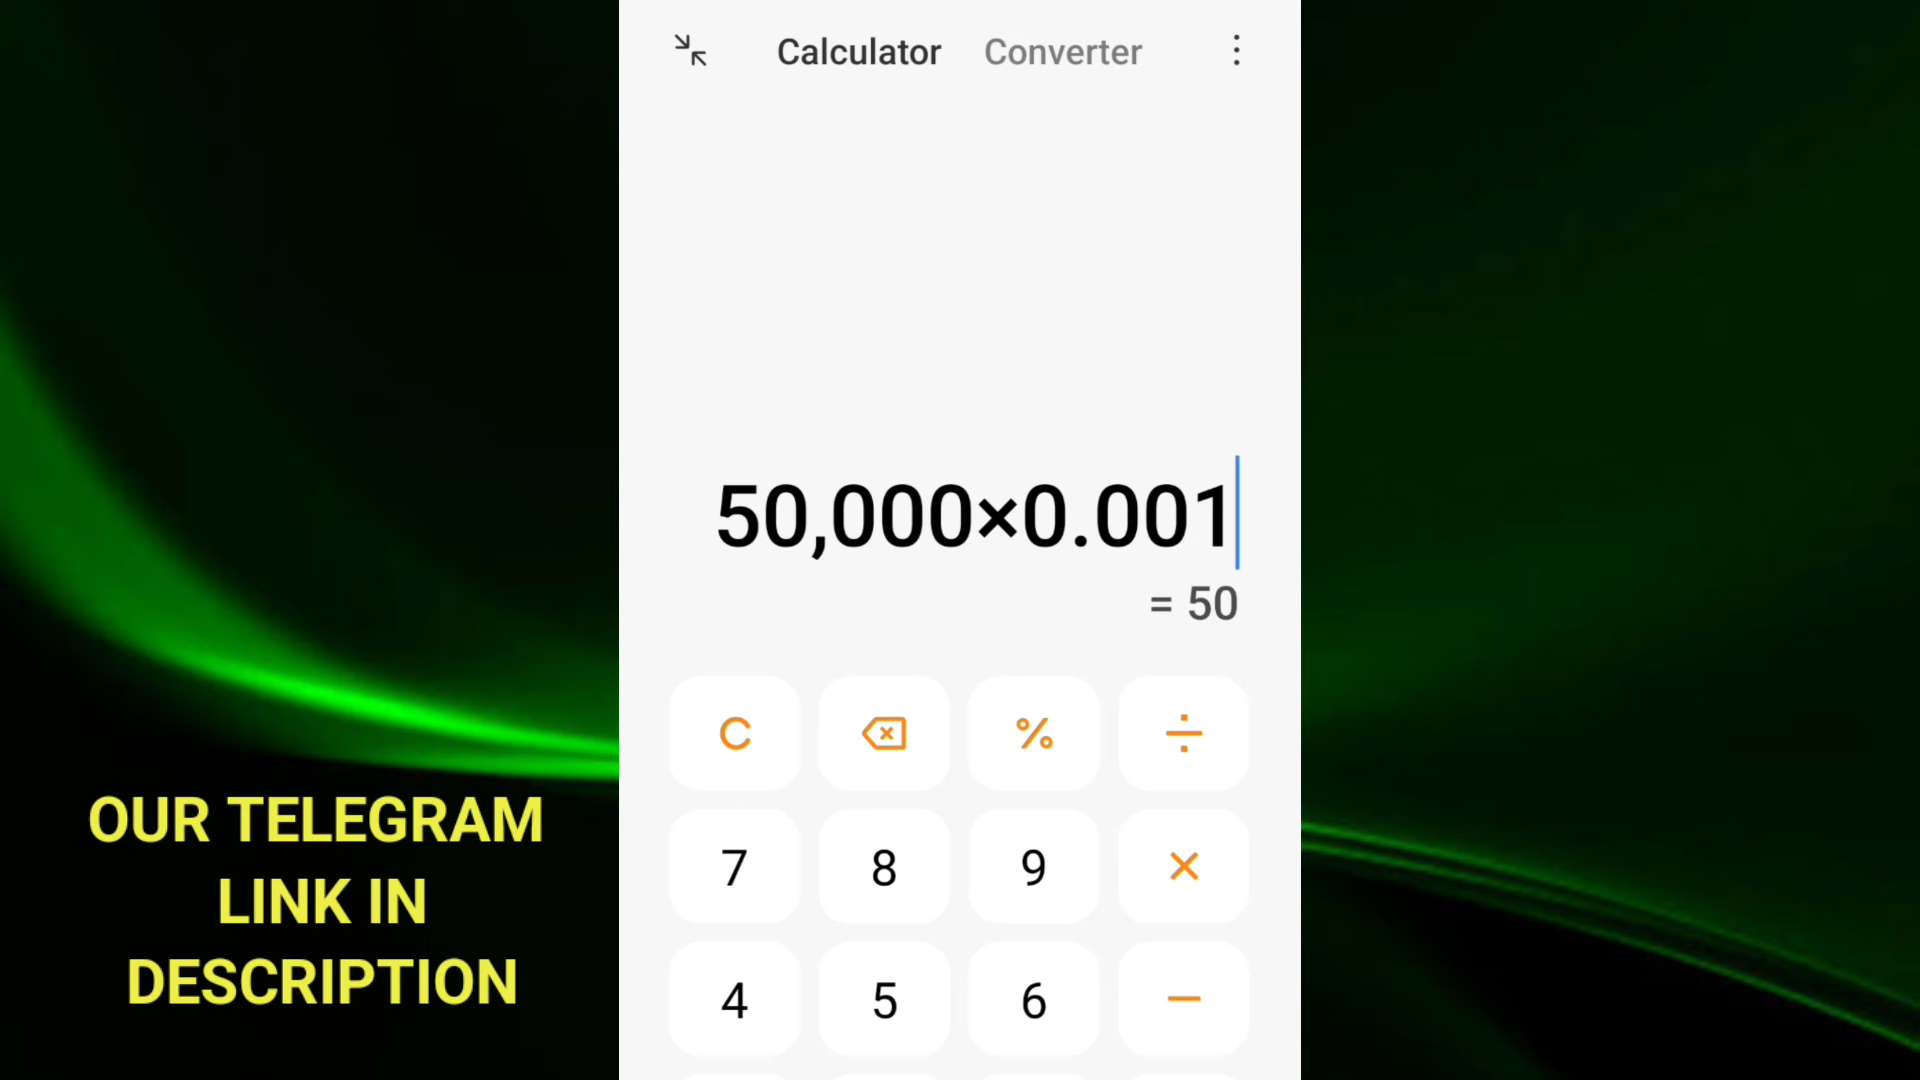 Calculator Converter
50,000×0.001
= 50
C % ÷
7 8 9 ×
4 5 6 −
OUR TELEGRAM
LINK IN
DESCRIPTION